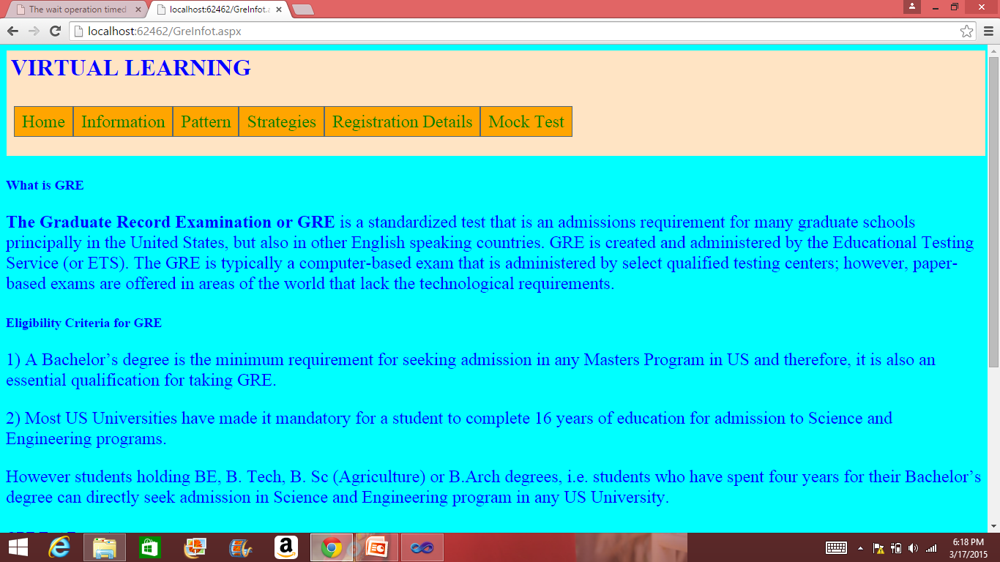 The wait operation timed
localhost:62462/GreInfot.a
localhost:62462/GreInfot.aspx
VIRTUAL LEARNING
Home Information Pattern Strategies Registration Details Mock Test
What is GRE
The Graduate Record Examination or GRE is a standardized test that is an admissions requirement for many graduate schools
principally in the United States, but also in other English speaking countries. GRE is created and administered by the Educational Testing
Service (or ETS). The GRE is typically a computer-based exam that is administered by select qualified testing centers; however, paper-
based exams are offered in areas of the world that lack the technological requirements.
Eligibility Criteria for GRE
1) A Bachelor’s degree is the minimum requirement for seeking admission in any Masters Program in US and therefore, it is also an
essential qualification for taking GRE.
2) Most US Universities have made it mandatory for a student to complete 16 years of education for admission to Science and
Engineering programs.
However students holding BE, B. Tech, B. Sc (Agriculture) or B.Arch degrees, i.e. students who have spent four years for their Bachelor’s
degree can directly seek admission in Science and Engineering program in any US University.
6:18 PM
3/17/2015